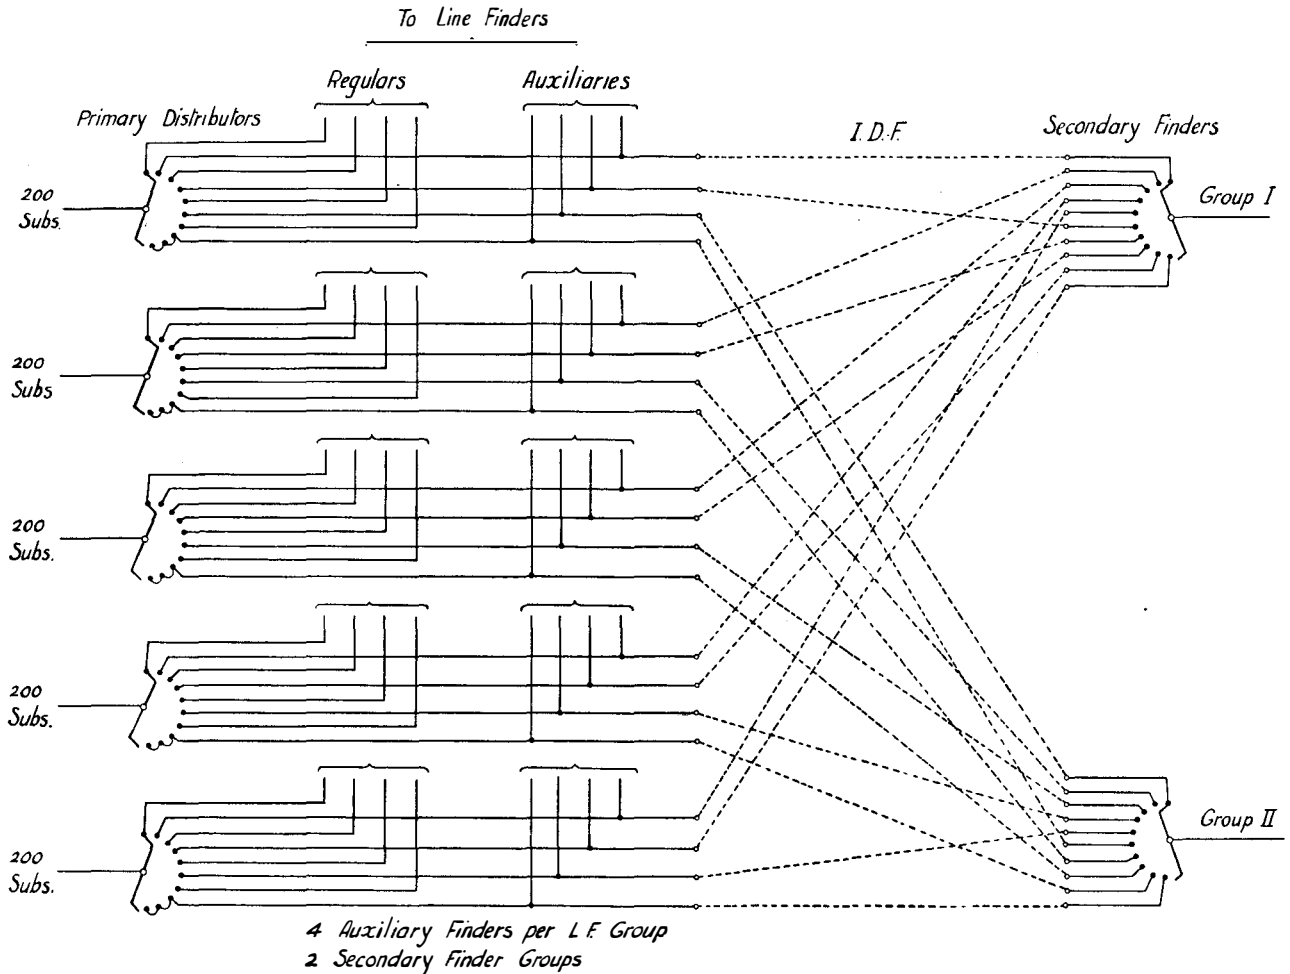 To Line Finders
Regulars
Auxiliaries
Primary Distributors
I.D.F.
Secondary Finders
200
Subs.
Group I
200
Subs
200
Subs.
200
Subs.
200
Subs.
Group II
4 Auxiliary Finders per L.F. Group
2 Secondary Finder Groups